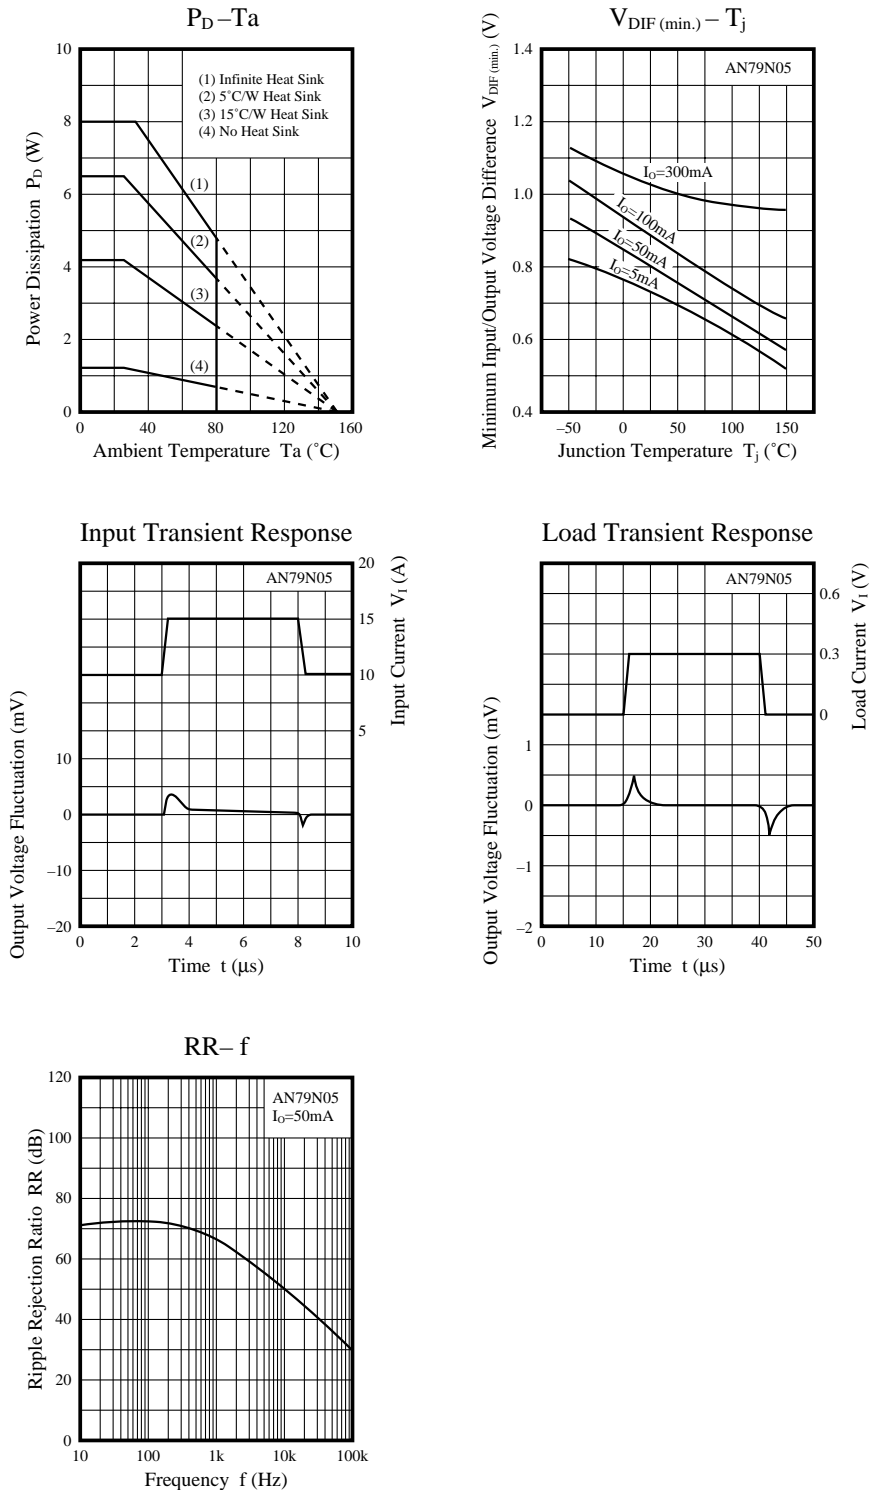 P_D –Ta
10
8
6
4
2
0
Power Dissipation P_D (W)
(1) Infinite Heat Sink
(2) 5˚C/W Heat Sink
(3) 15˚C/W Heat Sink
(4) No Heat Sink
(1)
(2)
(3)
(4)
0 40 80 120 160
Ambient Temperature Ta (˚C)
V_DIF (min.) – T_j
1.4
1.2
1.0
0.8
0.6
0.4
Minimum Input/Output Voltage Difference V_DIF (min.) (V)
AN79N05
I_O=300mA
I_O=100mA
I_O=50mA
I_O=5mA
–50 0 50 100 150
Junction Temperature T_j (˚C)
Input Transient Response
AN79N05
20
15
10
5
Input Current V_I (A)
10
0
–10
–20
Output Voltage Fluctuation (mV)
0 2 4 6 8 10
Time t (µs)
Load Transient Response
AN79N05
0.6
0.3
0
Load Current V_I (V)
1
0
–1
–2
Output Voltage Fluctuation (mV)
0 10 20 30 40 50
Time t (µs)
RR– f
120
100
80
60
40
20
0
Ripple Rejection Ratio RR (dB)
AN79N05
I_O=50mA
10 100 1k 10k 100k
Frequency f (Hz)